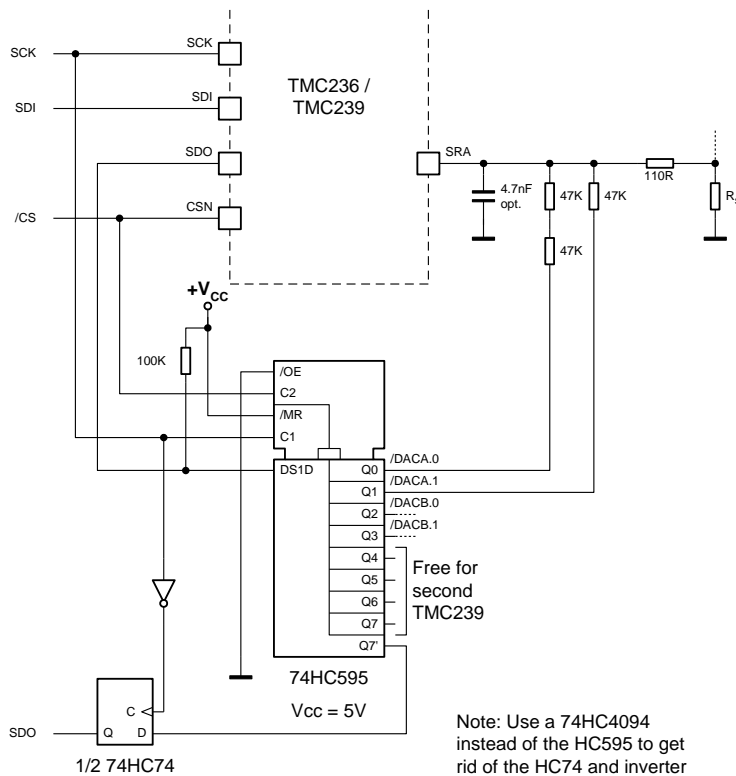 SCK
SCK
TMC236 /
TMC239
SDI
SDI
SDO
SRA
110R
4.7nF
opt.
47K
47K
/CS
CSN
47K
+VCC
100K
/OE
C2
/MR
C1
DS1D
Q0
/DACA.0
Q1
/DACA.1
Q2
/DACB.0
Q3
/DACB.1
Q4
Q5
Q6
Q7
Q7'
Free for
second
TMC239
74HC595
Vcc = 5V
SDO
Q
C
D
1/2 74HC74
Note: Use a 74HC4094
instead of the HC595 to get
rid of the HC74 and inverter